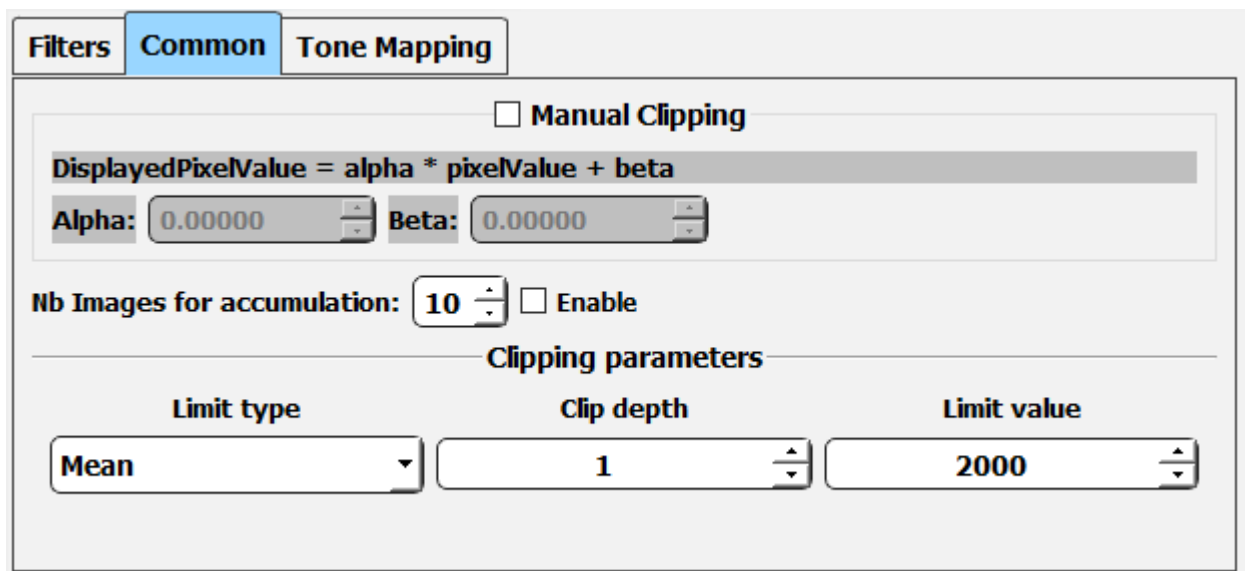 Filters Common Tone Mapping
Manual Clipping
DisplayedPixelValue = alpha * pixelValue + beta
Alpha: 0.00000 Beta: 0.00000
Nb Images for accumulation: 10 Enable
Clipping parameters
Limit type Clip depth Limit value
Mean 1 2000